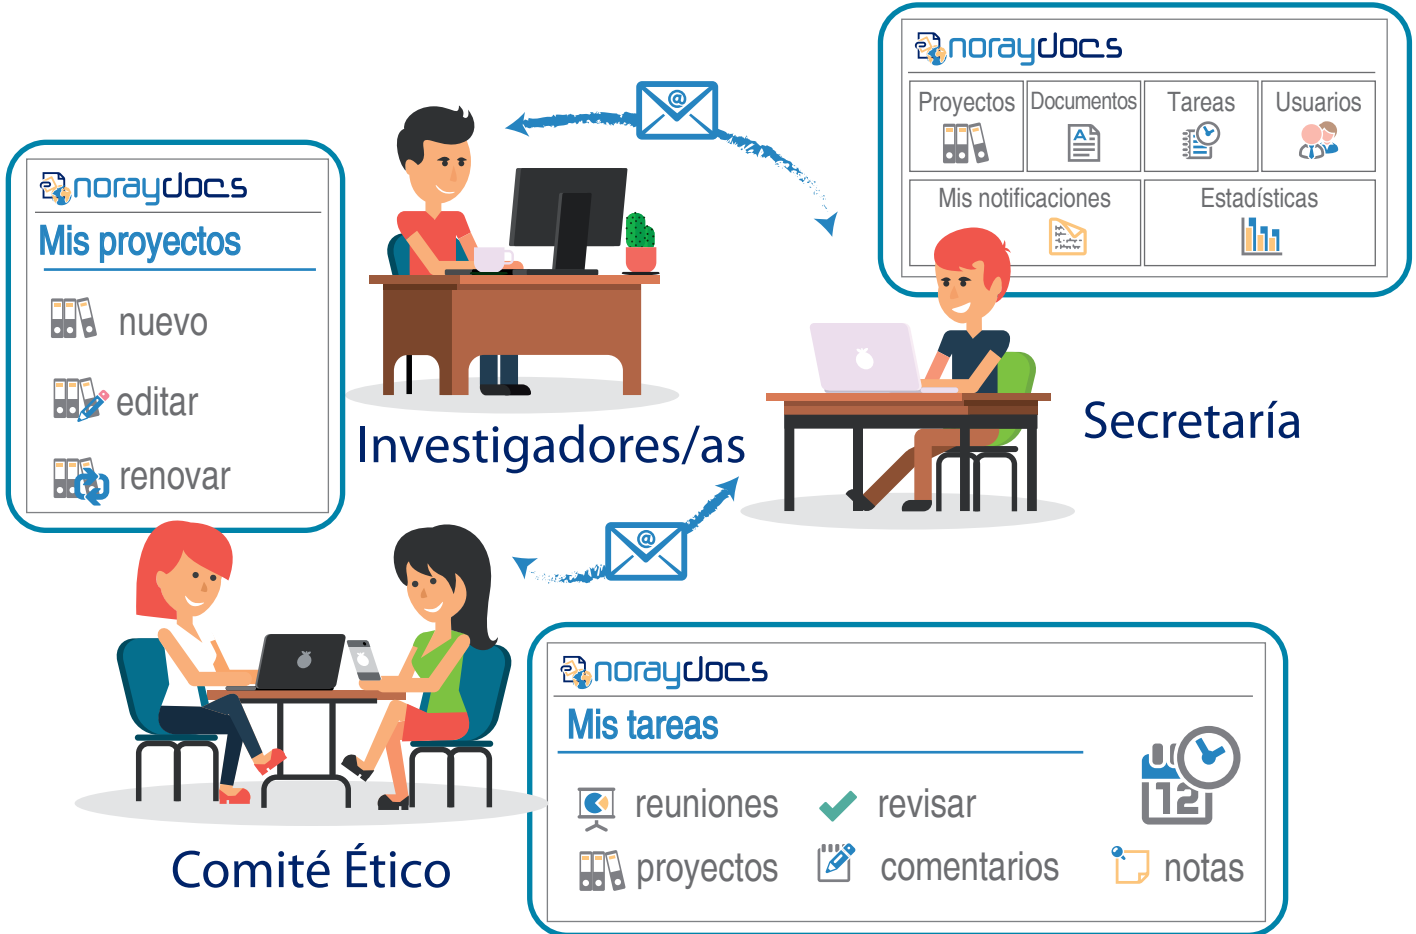 noraydocs
Proyectos
Documentos
Tareas
Usuarios
Mis notificaciones
Estadísticas
noraydocs
Mis proyectos
nuevo
editar
renovar
@
Investigadores/as
Secretaría
@
Comité Ético
noraydocs
Mis tareas
12
reuniones
revisar
proyectos
comentarios
notas